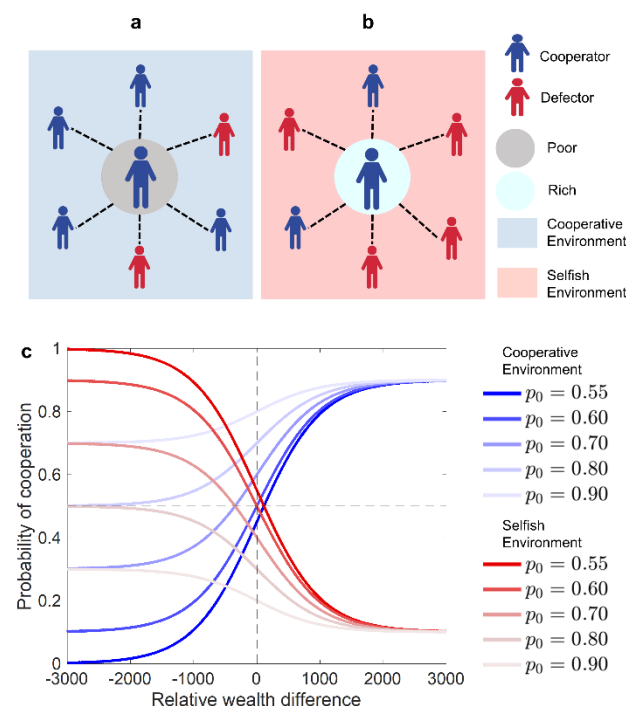 a
b
Cooperator
Defector
Poor
Rich
Cooperative
Environment
Selfish
Environment
c
1
0.8
0.6
0.4
0.2
0
-3000
-2000
-1000
0
1000
2000
3000
Probability of cooperation
Relative wealth difference
Cooperative
Environment
p₀ = 0.55
p₀ = 0.60
p₀ = 0.70
p₀ = 0.80
p₀ = 0.90
Selfish
Environment
p₀ = 0.55
p₀ = 0.60
p₀ = 0.70
p₀ = 0.80
p₀ = 0.90